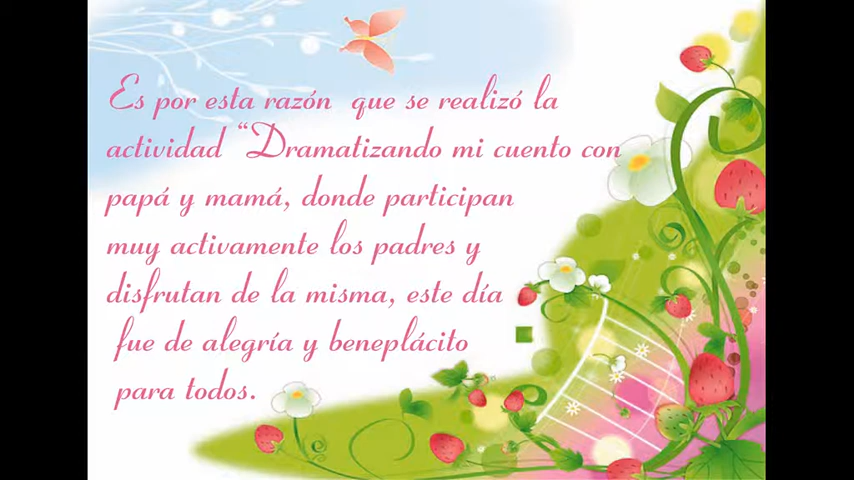 Es por esta razón que se realizó la
actividad “Dramatizando mi cuento con
papá y mamá, donde participan
muy activamente los padres y
disfrutan de la misma, este día
fue de alegría y beneplácito
para todos.